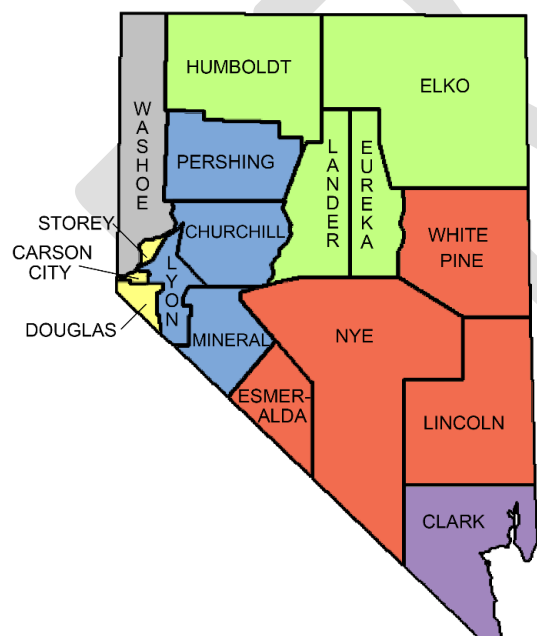 HUMBOLDT
ELKO
WASHOE
PERSHING
LANDER
EUREKA
STOREY
CHURCHILL
WHITE
PINE
CARSON
CITY
LYON
DOUGLAS
MINERAL
NYE
ESMER-
ALDA
LINCOLN
CLARK